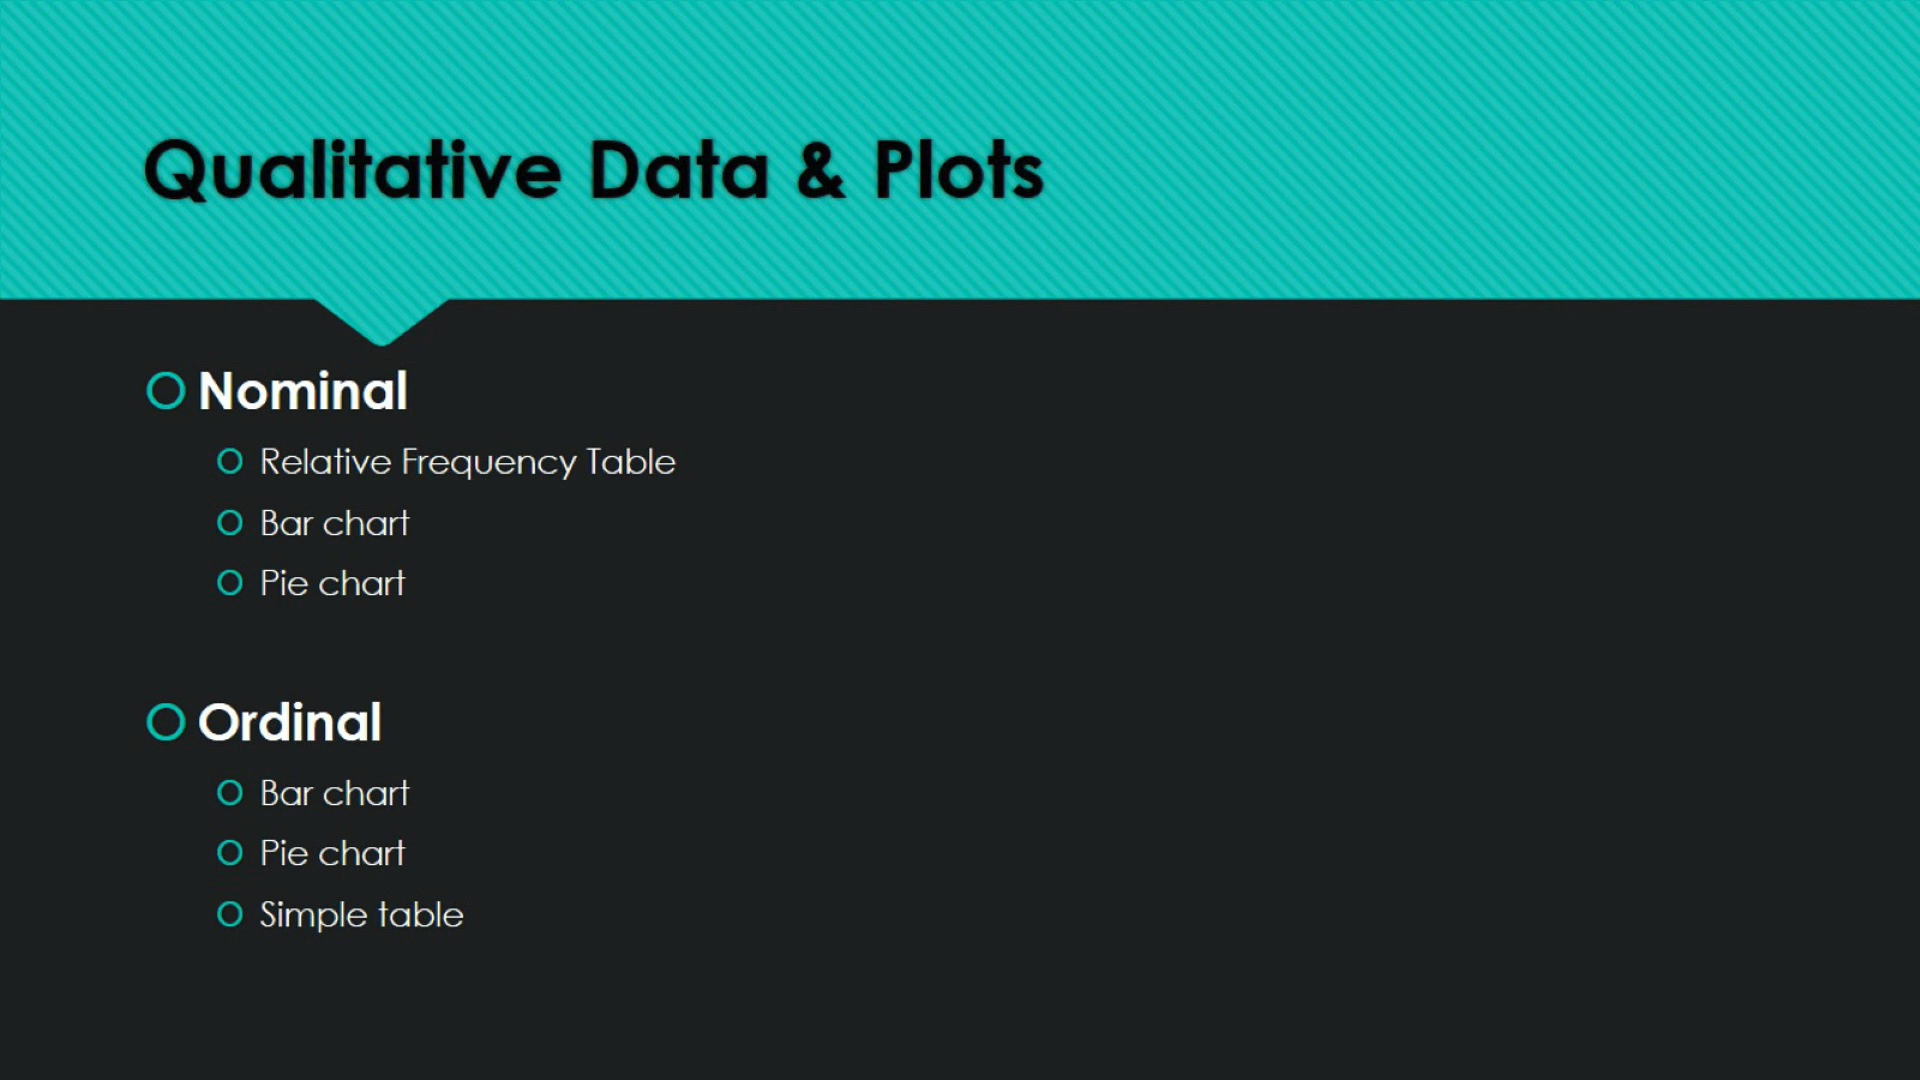 Qualitative Data & Plots
Nominal
Relative Frequency Table
Bar chart
Pie chart
Ordinal
Bar chart
Pie chart
Simple table